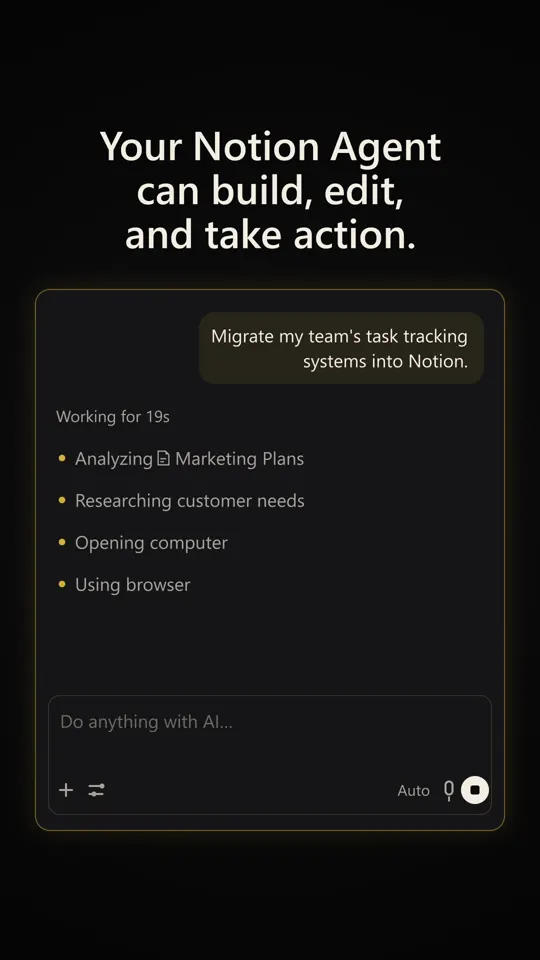 Your Notion Agent
can build, edit,
and take action.
Migrate my team's task tracking
systems into Notion.
Working for 19s
Analyzing Marketing Plans
Researching customer needs
Opening computer
Using browser
Do anything with AI...
Auto